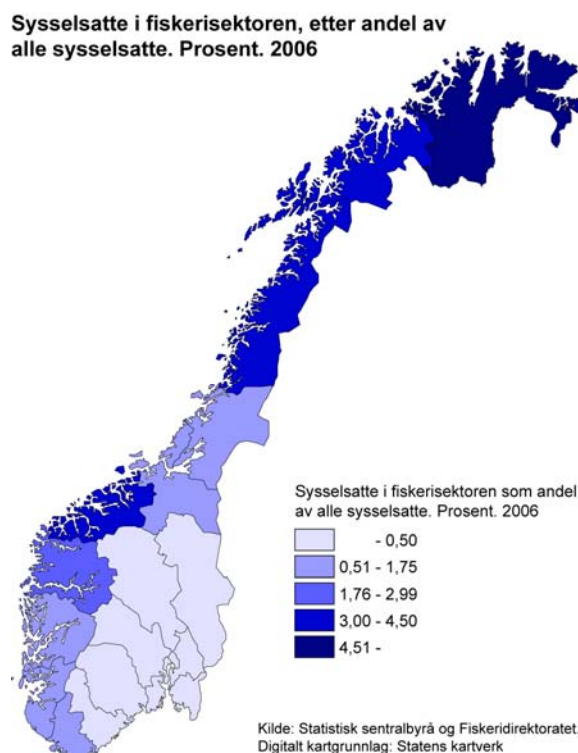 Sysselsatte i fiskerisektoren, etter andel av
alle sysselsatte. Prosent. 2006
Sysselsatte i fiskerisektoren som andel
av alle sysselsatte. Prosent. 2006
- 0,50
0,51 - 1,75
1,76 - 2,99
3,00 - 4,50
4,51 -
Kilde: Statistisk sentralbyrå og Fiskeridirektoratet.
Digitalt kartgrunnlag: Statens kartverk